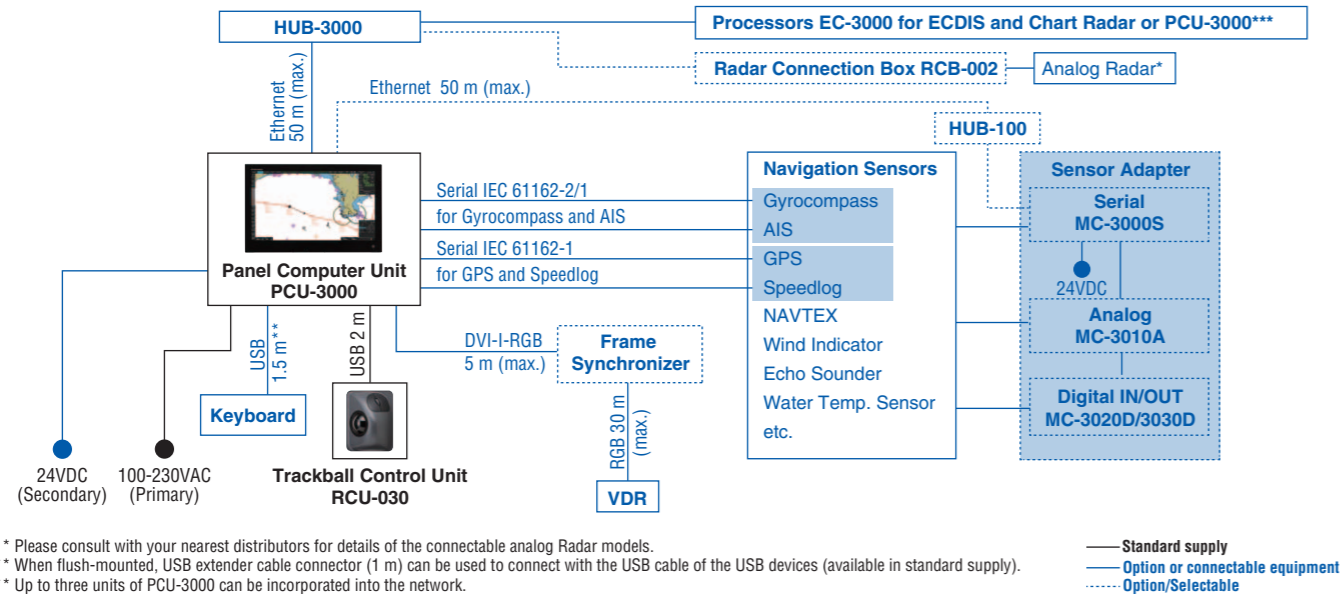 HUB-3000
Processors EC-3000 for ECDIS and Chart Radar or PCU-3000***
Radar Connection Box RCB-002
Analog Radar*
Ethernet
50 m (max.)
Ethernet 50 m (max.)
HUB-100
Panel Computer Unit
PCU-3000
Serial IEC 61162-2/1
for Gyrocompass and AIS
Serial IEC 61162-1
for GPS and Speedlog
Navigation Sensors
Gyrocompass
AIS
GPS
Speedlog
NAVTEX
Wind Indicator
Echo Sounder
Water Temp. Sensor
etc.
Sensor Adapter
Serial
MC-3000S
24VDC
Analog
MC-3010A
Digital IN/OUT
MC-3020D/3030D
USB
1.5 m**
USB 2 m
DVI-I-RGB
5 m (max.)
Frame
Synchronizer
RGB 30 m
(max.)
VDR
Keyboard
Trackball Control Unit
RCU-030
24VDC
(Secondary)
100-230VAC
(Primary)
* Please consult with your nearest distributors for details of the connectable analog Radar models.
* When flush-mounted, USB extender cable connector (1 m) can be used to connect with the USB cable of the USB devices (available in standard supply).
* Up to three units of PCU-3000 can be incorporated into the network.
Standard supply
Option or connectable equipment
Option/Selectable